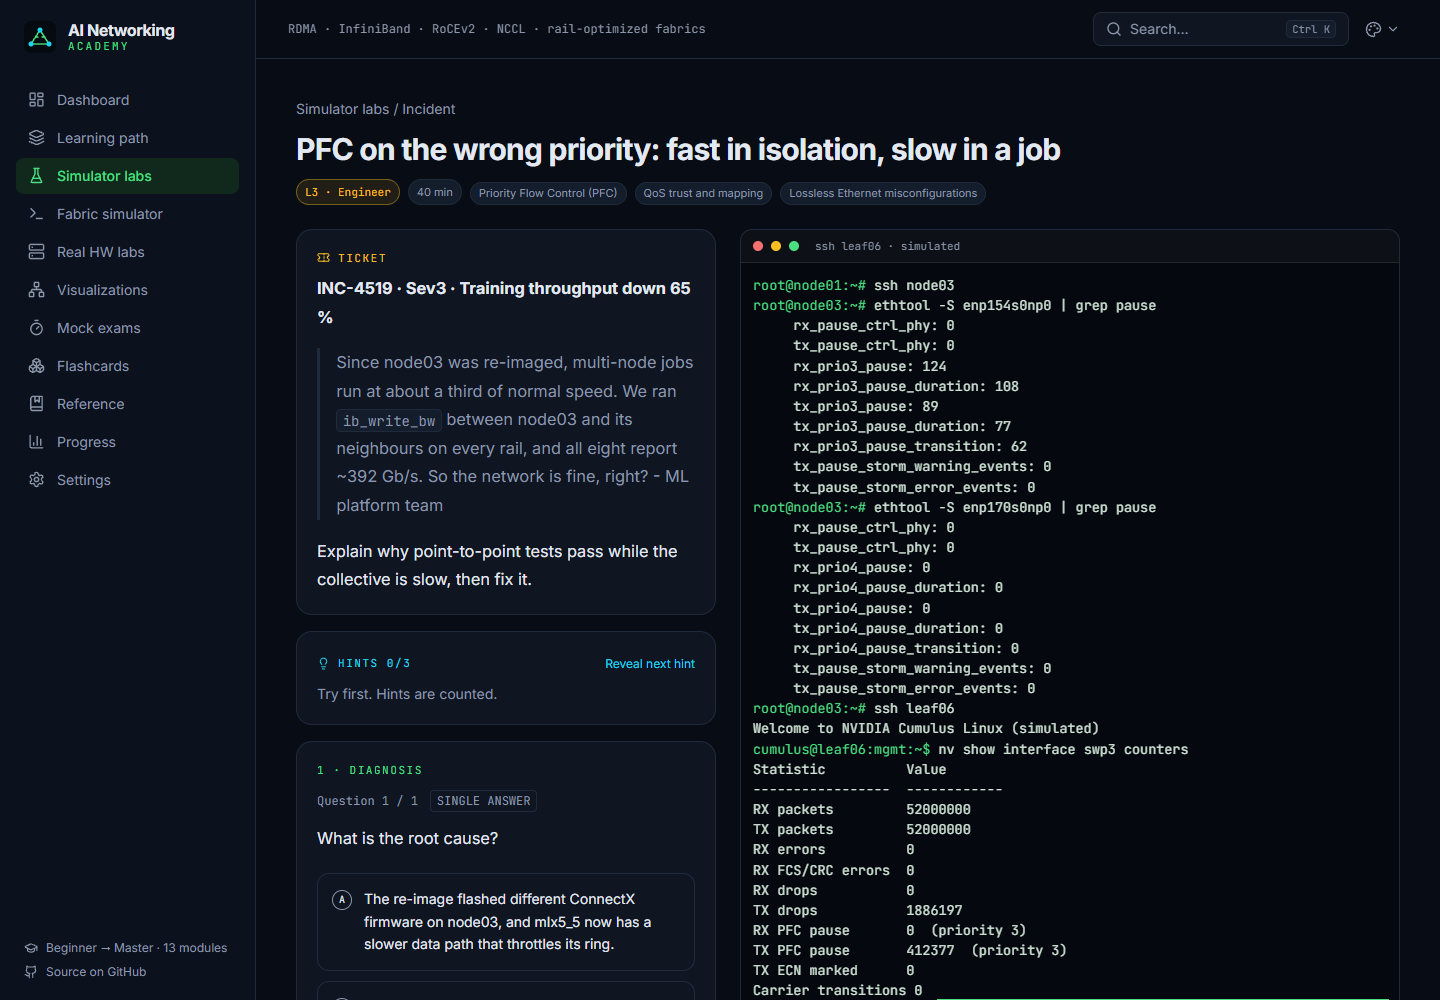 AI Networking
ACADEMY
Dashboard
Learning path
Simulator labs
Fabric simulator
Real HW labs
Visualizations
Mock exams
Flashcards
Reference
Progress
Settings
Beginner → Master · 13 modules
Source on GitHub
RDMA · InfiniBand · RoCEv2 · NCCL · rail-optimized fabrics
Search...
Ctrl K
Simulator labs / Incident
PFC on the wrong priority: fast in isolation, slow in a job
L3 · Engineer
40 min
Priority Flow Control (PFC)
QoS trust and mapping
Lossless Ethernet misconfigurations
TICKET
INC-4519 · Sev3 · Training throughput down 65
%
Since node03 was re-imaged, multi-node jobs
run at about a third of normal speed. We ran
ib_write_bw between node03 and its
neighbours on every rail, and all eight report
~392 Gb/s. So the network is fine, right? - ML
platform team
Explain why point-to-point tests pass while the
collective is slow, then fix it.
HINTS 0/3
Reveal next hint
Try first. Hints are counted.
1 · DIAGNOSIS
Question 1 / 1
SINGLE ANSWER
What is the root cause?
A
The re-image flashed different ConnectX
firmware on node03, and mlx5_5 now has a
slower data path that throttles its ring.
ssh leaf06 · simulated
root@node01:~# ssh node03
root@node03:~# ethtool -S enp154s0np0 | grep pause
rx_pause_ctrl_phy: 0
tx_pause_ctrl_phy: 0
rx_prio3_pause: 124
rx_prio3_pause_duration: 108
tx_prio3_pause: 89
tx_prio3_pause_duration: 77
rx_prio3_pause_transition: 62
tx_pause_storm_warning_events: 0
tx_pause_storm_error_events: 0
root@node03:~# ethtool -S enp170s0np0 | grep pause
rx_pause_ctrl_phy: 0
tx_pause_ctrl_phy: 0
rx_prio4_pause: 0
rx_prio4_pause_duration: 0
tx_prio4_pause: 0
tx_prio4_pause_duration: 0
rx_prio4_pause_transition: 0
tx_pause_storm_warning_events: 0
tx_pause_storm_error_events: 0
root@node03:~# ssh leaf06
Welcome to NVIDIA Cumulus Linux (simulated)
cumulus@leaf06:mgmt:~$ nv show interface swp3 counters
Statistic Value
----------------- ------------
RX packets 52000000
TX packets 52000000
RX errors 0
RX FCS/CRC errors 0
RX drops 0
TX drops 1886197
RX PFC pause 0 (priority 3)
TX PFC pause 412377 (priority 3)
TX ECN marked 0
Carrier transitions 0